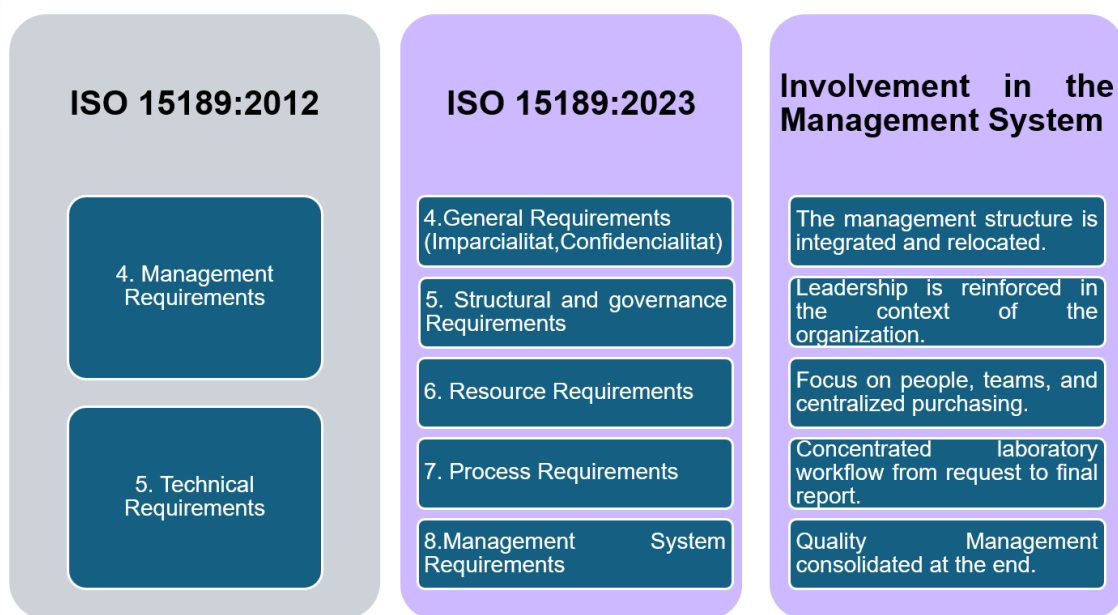 ISO 15189:2012
4. Management
Requirements
5. Technical
Requirements
ISO 15189:2023
4.General Requirements
(Imparcialitat,Confidencialitat)
5. Structural and governance
Requirements
6. Resource Requirements
7. Process Requirements
8.Management System
Requirements
Involvement in the
Management System
The management structure is
integrated and relocated.
Leadership is reinforced in
the context of the
organization.
Focus on people, teams, and
centralized purchasing.
Concentrated laboratory
workflow from request to final
report.
Quality Management
consolidated at the end.